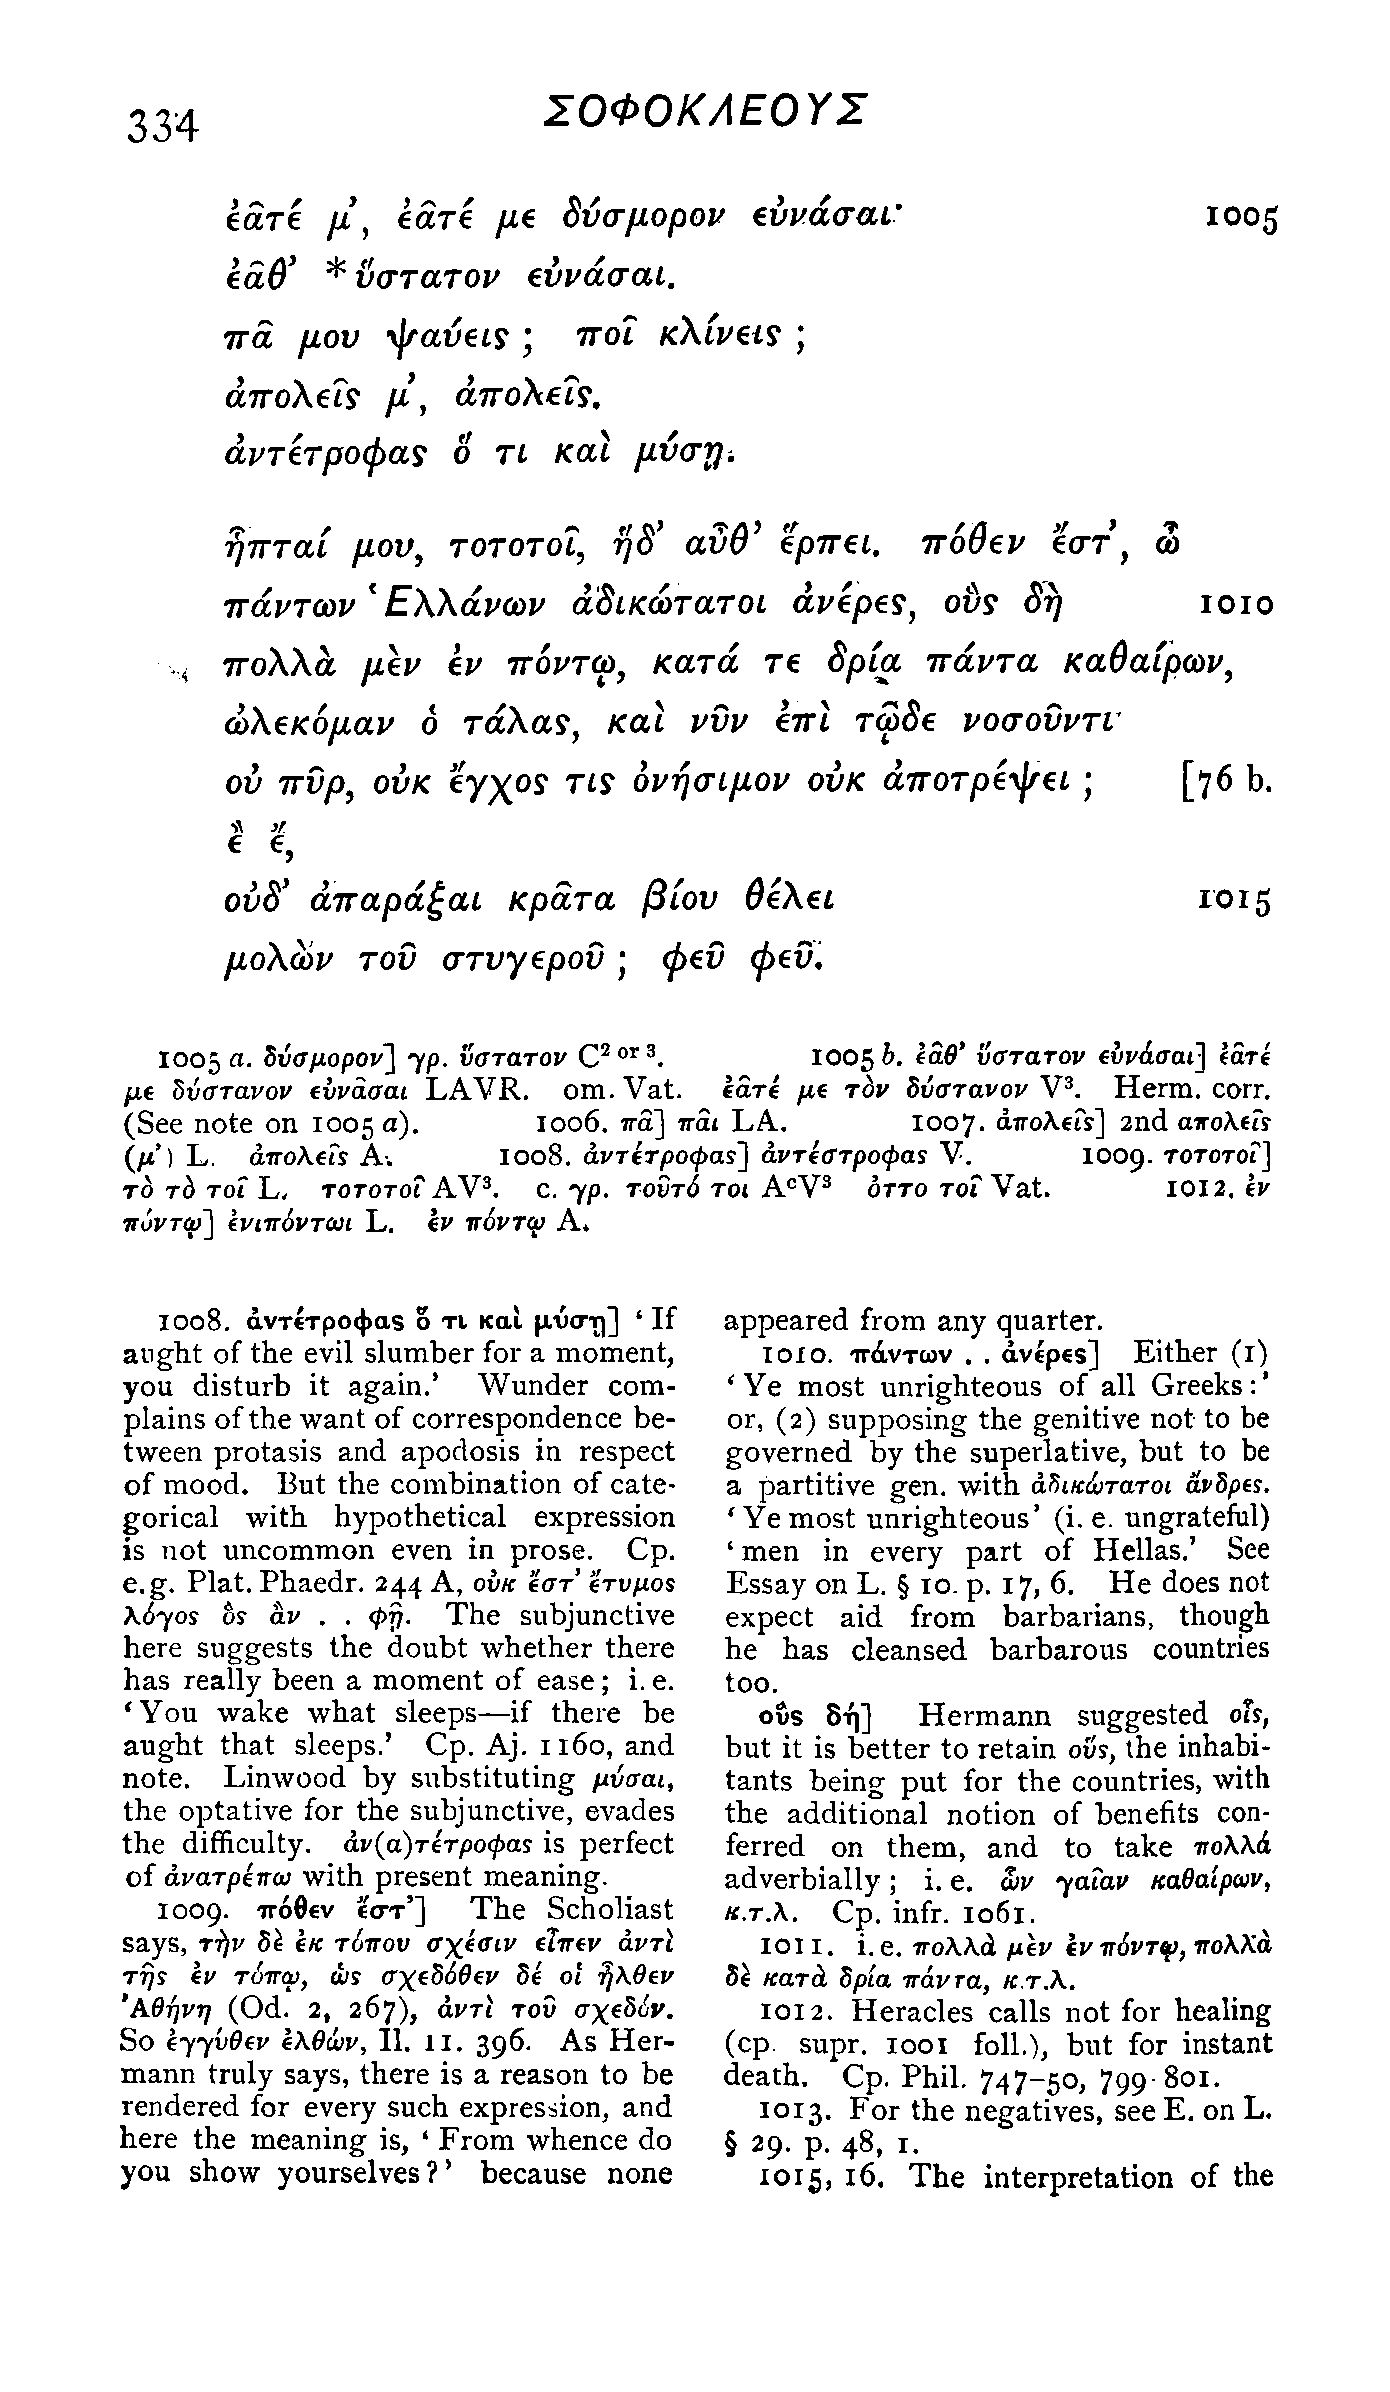 334
ΣΟΦΟΚΛΕΟΥΣ
ἐᾶτέ μ’, ἐᾶτέ με δύσμορον εὐνάσαι· 1005
ἐᾶθ’ *ὕστατον εὐνάσαι.
πᾶ μου ψαύεις ; ποῖ κλίνεις ;
ἀπολεῖς μ’, ἀπολεῖς.
ἀντέτροφας ὅ τι καὶ μύσῃ.
ἧπταί μου, τοτοτοῖ, ἥδ’ αὖθ’ ἕρπει. πόθεν ἔστ’, ὦ
πάντων Ἑλλάνων ἀδικώτατοι ἀνέρες, οὓς δὴ 1010
πολλὰ μὲν ἐν πόντῳ, κατά τε δρία πάντα καθαίρων,
ὠλεκόμαν ὁ τάλας, καὶ νῦν ἐπὶ τῷδε νοσοῦντι
οὐ πῦρ, οὐκ ἔγχος τις ὀνήσιμον οὐκ ἀποτρέψει ; [76 b.
ἒ ἔ,
οὐδ’ ἀπαράξαι κρᾶτα βίου θέλει 1015
μολὼν τοῦ στυγεροῦ ; φεῦ φεῦ.
1005 a. δύσμορον] γρ. ὕστατον C² or ³. 1005 b. ἐᾶθ’ ὕστατον εὐνάσαι] ἐᾶτέ
με δύστανον εὐνᾶσαι LAVR. om. Vat. ἐᾶτέ με τὸν δύστανον V³. Herm. corr.
(See note on 1005 a). 1006. πᾶ] πᾶι LA. 1007. ἀπολεῖς] 2nd απολεῖς
(μ’) L. ἀπολεῖς A. 1008. ἀντέτροφας] ἀντέστροφας V. 1009. τοτοτοῖ]
τὸ τὸ τοῖ L. τοτοτοῖ AV³. c. γρ. τοῦτό τοι AᶜV³ ὀττο τοῖ Vat. 1012. ἐν
πόντῳ] ἐνιπόντωι L. ἐν πόντῳ A.
1008. ἀντέτροφας ὅ τι καὶ μύσῃ] ‘If
aught of the evil slumber for a moment,
you disturb it again.’ Wunder com-
plains of the want of correspondence be-
tween protasis and apodosis in respect
of mood. But the combination of cate-
gorical with hypothetical expression
is not uncommon even in prose. Cp.
e.g. Plat. Phaedr. 244 A, οὐκ ἔστ’ ἔτυμος
λόγος ὃς ἂν . . φῇ. The subjunctive
here suggests the doubt whether there
has really been a moment of ease; i. e.
‘You wake what sleeps—if there be
aught that sleeps.’ Cp. Aj. 1160, and
note. Linwood by substituting μύσαι,
the optative for the subjunctive, evades
the difficulty. ἀν(α)τέτροφας is perfect
of ἀνατρέπω with present meaning.
1009. πόθεν ἔστ’] The Scholiast
says, τὴν δὲ ἐκ τόπου σχέσιν εἶπεν ἀντὶ
τῆς ἐν τόπῳ, ὡς σχεδόθεν δέ οἱ ἦλθεν
Ἀθήνη (Od. 2, 267), ἀντὶ τοῦ σχεδόν.
So ἐγγύθεν ἐλθών, Il. 11. 396. As Her-
mann truly says, there is a reason to be
rendered for every such expression, and
here the meaning is, ‘From whence do
you show yourselves?’ because none
appeared from any quarter.
1010. πάντων . . ἀνέρες] Either (1)
‘Ye most unrighteous of all Greeks:’
or, (2) supposing the genitive not to be
governed by the superlative, but to be
a partitive gen. with ἀδικώτατοι ἄνδρες.
‘Ye most unrighteous’ (i. e. ungrateful)
‘men in every part of Hellas.’ See
Essay on L. § 10. p. 17, 6. He does not
expect aid from barbarians, though
he has cleansed barbarous countries
too.
οὓς δή] Hermann suggested οἷς,
but it is better to retain οὕς, the inhabi-
tants being put for the countries, with
the additional notion of benefits con-
ferred on them, and to take πολλά
adverbially; i. e. ὧν γαῖαν καθαίρων,
κ.τ.λ. Cp. infr. 1061.
1011. i. e. πολλὰ μὲν ἐν πόντῳ, πολλὰ
δὲ κατὰ δρία πάντα, κ.τ.λ.
1012. Heracles calls not for healing
(cp. supr. 1001 foll.), but for instant
death. Cp. Phil. 747–50, 799–801.
1013. For the negatives, see E. on L.
§ 29. p. 48, 1.
1015, 16. The interpretation of the